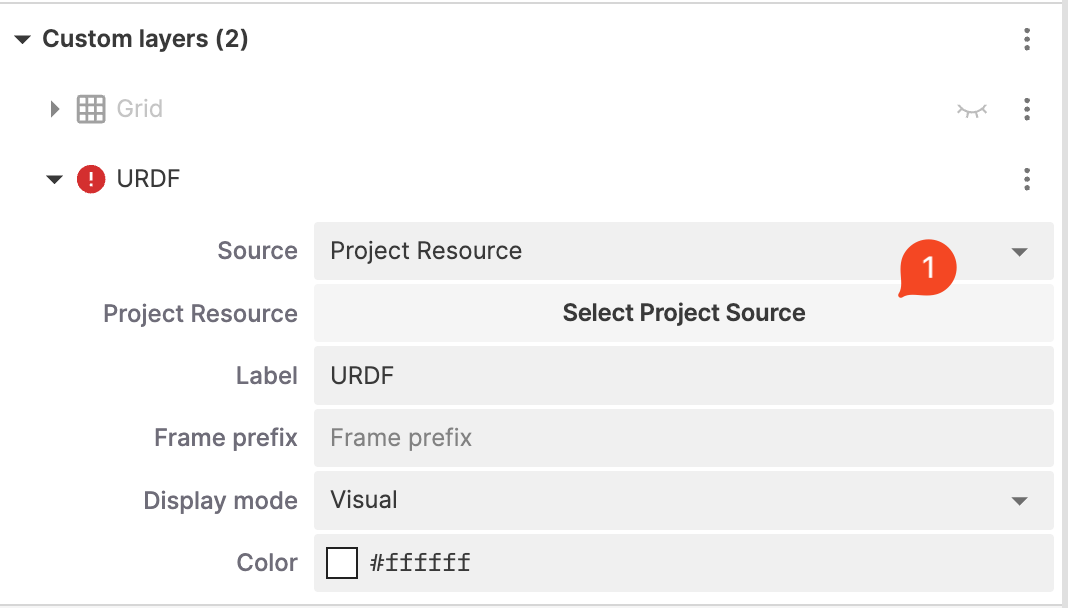 Custom layers (2)
Grid
URDF
Source Project Resource
1
Project Resource Select Project Source
Label URDF
Frame prefix Frame prefix
Display mode Visual
Color #ffffff